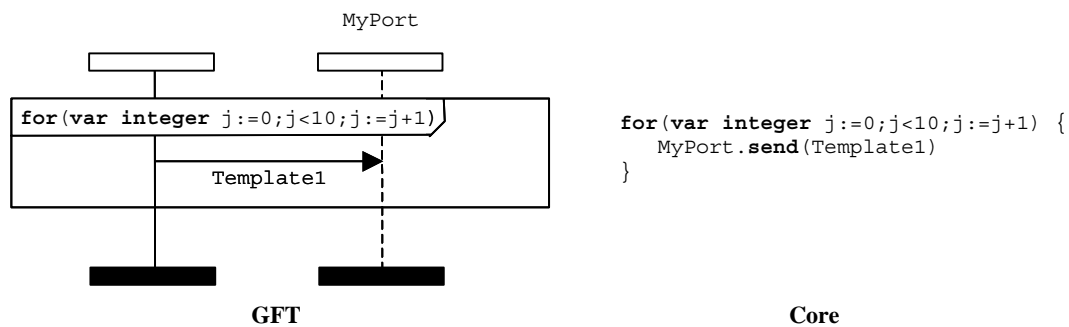 MyPort
for(var integer j:=0;j<10;j:=j+1)
Template1
GFT
for(var integer j:=0;j<10;j:=j+1) {
MyPort.send(Template1)
}
Core